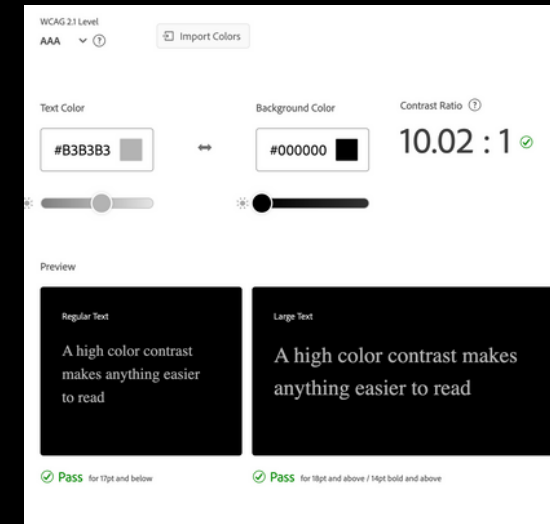 WCAG 2.1 Level
AAA
Import Colors
Text Color
Background Color
Contrast Ratio
#B3B3B3
#000000
10.02 : 1
Preview
Regular Text
A high color contrast
makes anything easier
to read
Large Text
A high color contrast makes
anything easier to read
Pass for 17pt and below
Pass for 18pt and above / 14pt bold and above